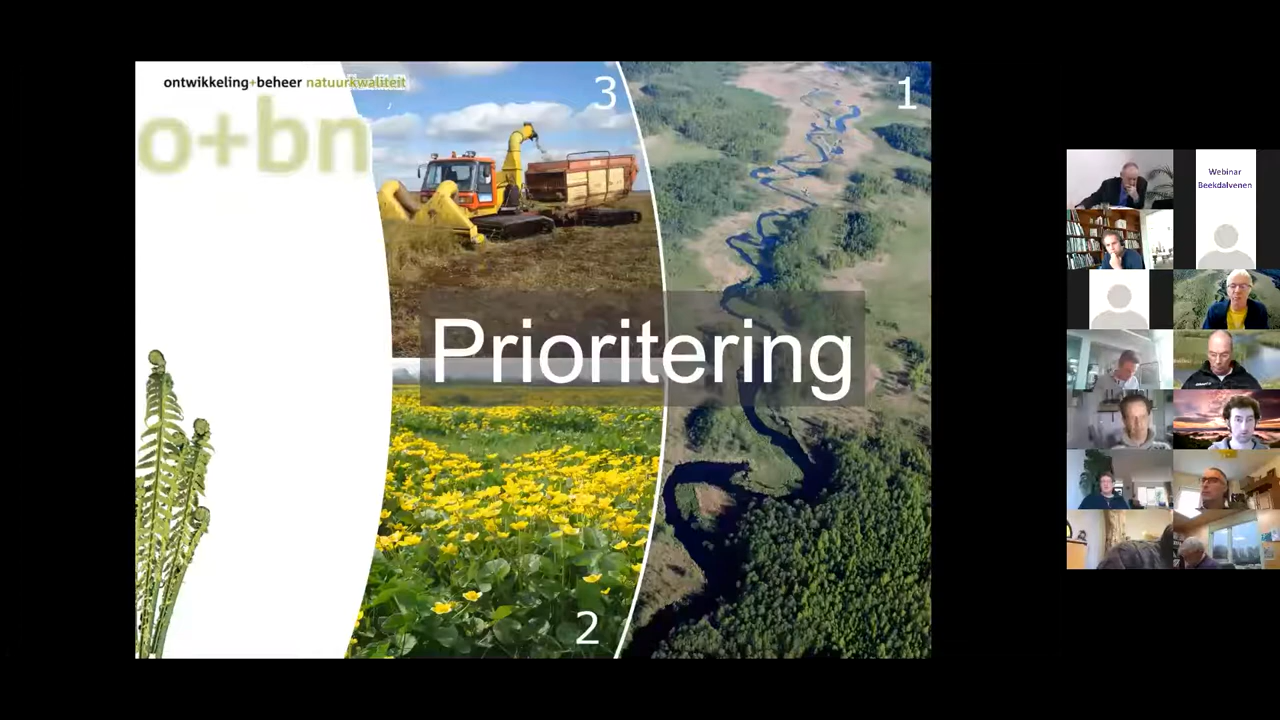 ontwikkeling+beheer natuurkwaliteit
o+bn
3
1
Prioritering
2
Webinar
Beekdalvenen